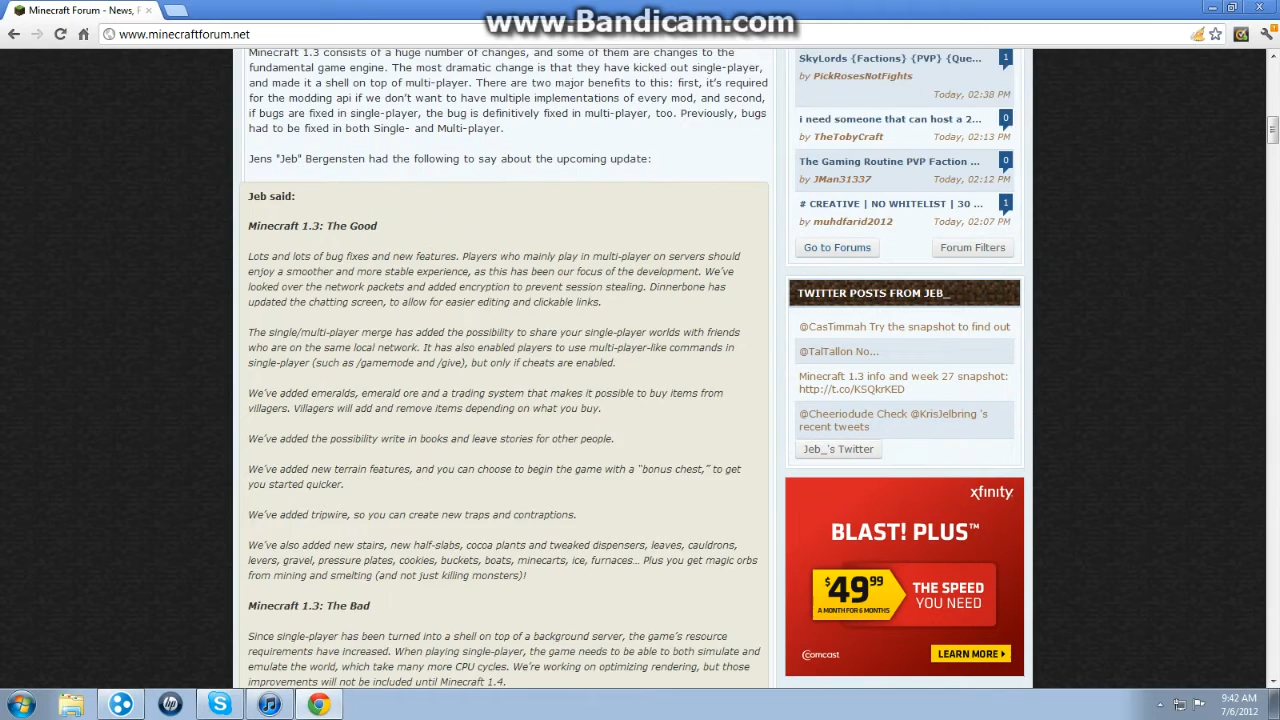 Minecraft Forum - News, F
www.Bandicam.com
www.minecraftforum.net
Minecraft 1.3 consists of a huge number of changes, and some of them are changes to the
fundamental game engine. The most dramatic change is that they have kicked out single-player,
and made it a shell on top of multi-player. There are two major benefits to this: first, it's required
for the modding api if we don't want to have multiple implementations of every mod, and second,
if bugs are fixed in single-player, the bug is definitively fixed in multi-player, too. Previously, bugs
had to be fixed in both Single- and Multi-player.
Jens "Jeb" Bergensten had the following to say about the upcoming update:
Jeb said:
Minecraft 1.3: The Good
Lots and lots of bug fixes and new features. Players who mainly play in multi-player on servers should
enjoy a smoother and more stable experience, as this has been our focus of the development. We've
looked over the network packets and added encryption to prevent session stealing. Dinnerbone has
updated the chatting screen, to allow for easier editing and clickable links.
The single/multi-player merge has added the possibility to share your single-player worlds with friends
who are on the same local network. It has also enabled players to use multi-player-like commands in
single-player (such as /gamemode and /give), but only if cheats are enabled.
We've added emeralds, emerald ore and a trading system that makes it possible to buy items from
villagers. Villagers will add and remove items depending on what you buy.
We've added the possibility write in books and leave stories for other people.
We've added new terrain features, and you can choose to begin the game with a "bonus chest," to get
you started quicker.
We've added tripwire, so you can create new traps and contraptions.
We've also added new stairs, new half-slabs, cocoa plants and tweaked dispensers, leaves, cauldrons,
levers, gravel, pressure plates, cookies, buckets, boats, minecarts, ice, furnaces... Plus you get magic orbs
from mining and smelting (and not just killing monsters)!
Minecraft 1.3: The Bad
Since single-player has been turned into a shell on top of a background server, the game's resource
requirements have increased. When playing single-player, the game needs to be able to both simulate and
emulate the world, which take many more CPU cycles. We're working on optimizing rendering, but those
improvements will not be included until Minecraft 1.4.
SkyLords {Factions} {PVP} {Que... 1
by PickRosesNotFights
Today, 02:38 PM
i need someone that can host a 2... 0
by TheTobyCraft Today, 02:13 PM
The Gaming Routine PVP Faction ... 0
by JMan31337 Today, 02:12 PM
# CREATIVE | NO WHITELIST | 30 ... 1
by muhdfarid2012 Today, 02:07 PM
Go to Forums Forum Filters
TWITTER POSTS FROM JEB_
@CasTimmah Try the snapshot to find out
@TalTallon No...
Minecraft 1.3 info and week 27 snapshot:
http://t.co/KSQkrKED
@Cheeriodude Check @KrisJelbring 's
recent tweets
Jeb_'s Twitter
xfinity
BLAST! PLUS™
$49.99 THE SPEED
A MONTH FOR 6 MONTHS YOU NEED
comcast LEARN MORE
9:42 AM
7/6/2012